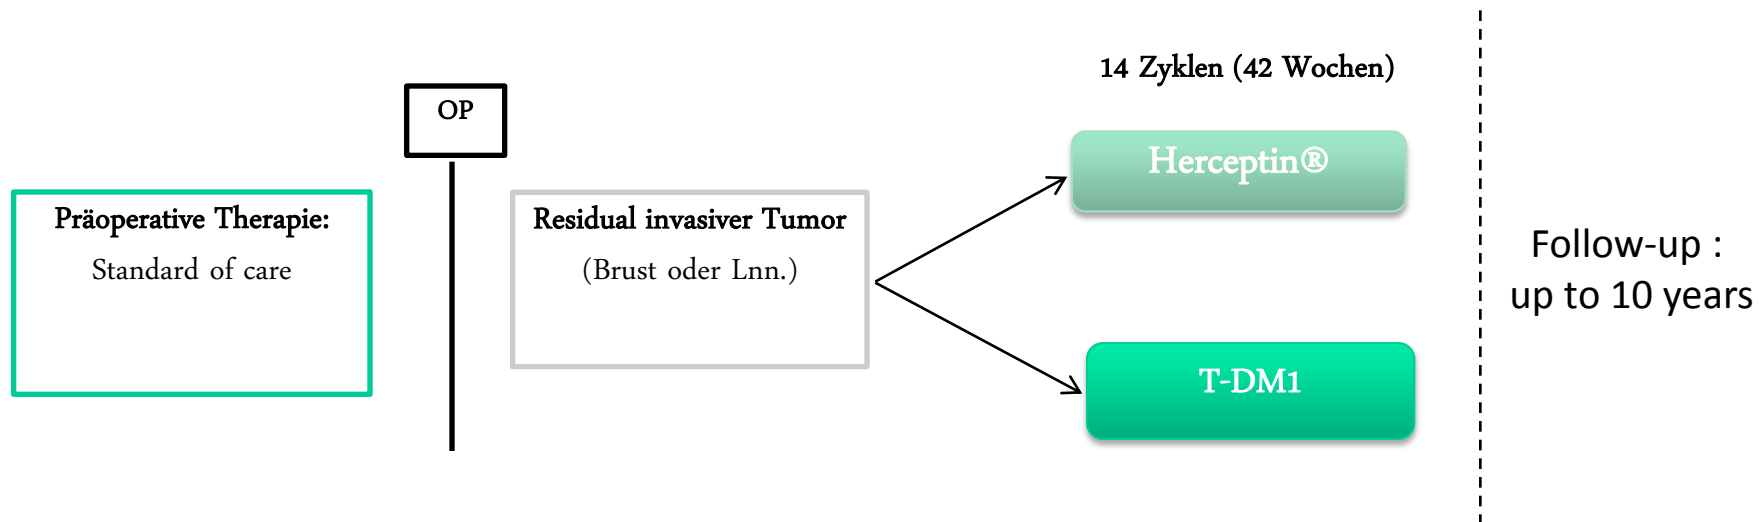 14 Zyklen (42 Wochen)
OP
Herceptin®
Präoperative Therapie:
Standard of care
Residual invasiver Tumor
(Brust oder Lnn.)
T-DM1
Follow-up :
up to 10 years